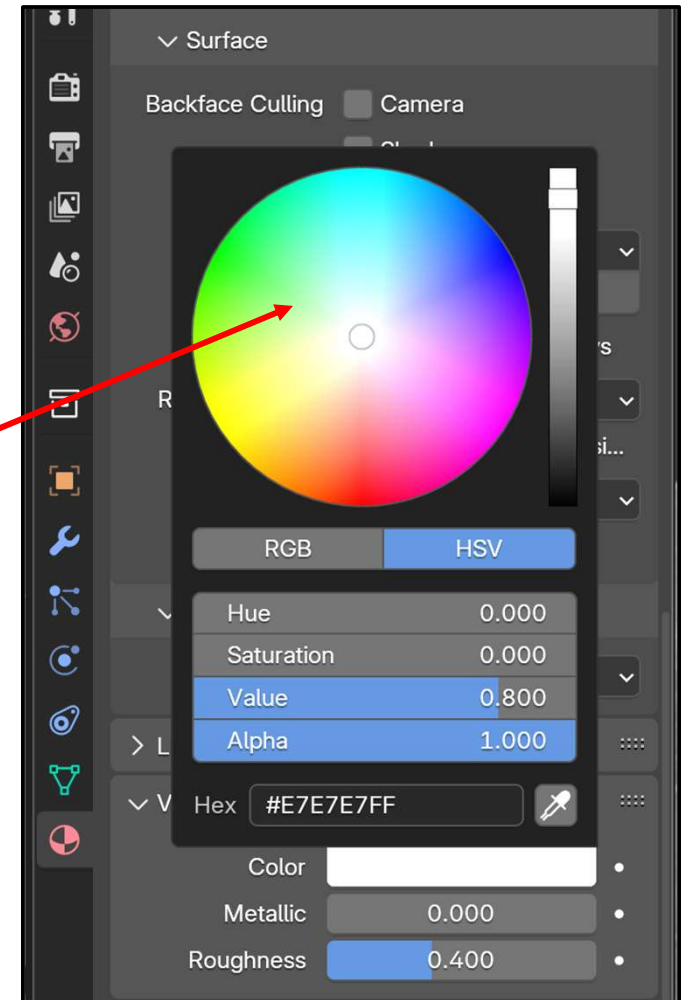 Surface
Backface Culling Camera
R
si...
RGB HSV
Hue 0.000
Saturation 0.000
Value 0.800
Alpha 1.000
L
V
Hex #E7E7E7FF
Color
Metallic 0.000
Roughness 0.400